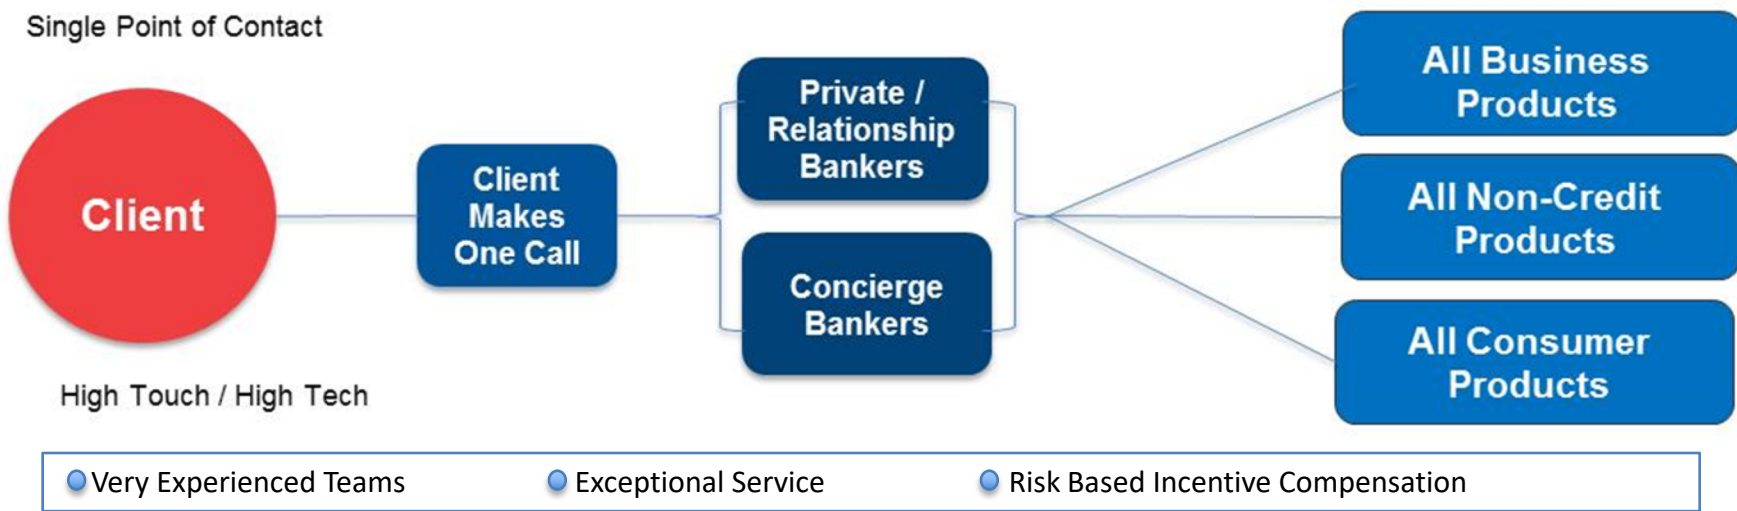 Single Point of Contact
Client
High Touch / High Tech
Client
Makes
One Call
Private /
Relationship
Bankers
Concierge
Bankers
All Business
Products
All Non-Credit
Products
All Consumer
Products
Very Experienced Teams
Exceptional Service
Risk Based Incentive Compensation